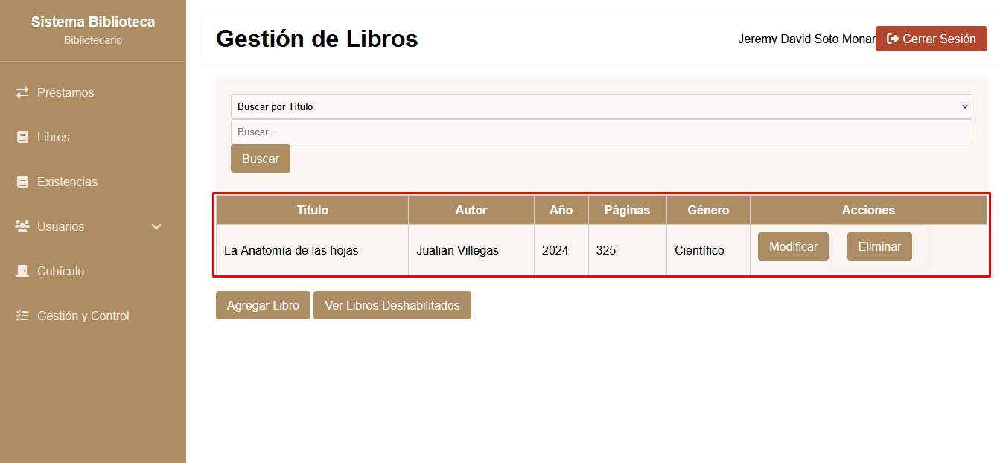 Sistema Biblioteca
Bibliotecario
Préstamos
Libros
Existencias
Usuarios
Cubículo
Gestión y Control
Gestión de Libros
Jeremy David Soto Monar
Cerrar Sesión
Buscar por Título
Buscar...
Buscar
Título Autor Año Páginas Género Acciones
La Anatomía de las hojas Jualian Villegas 2024 325 Científico Modificar Eliminar
Agregar Libro Ver Libros Deshabilitados